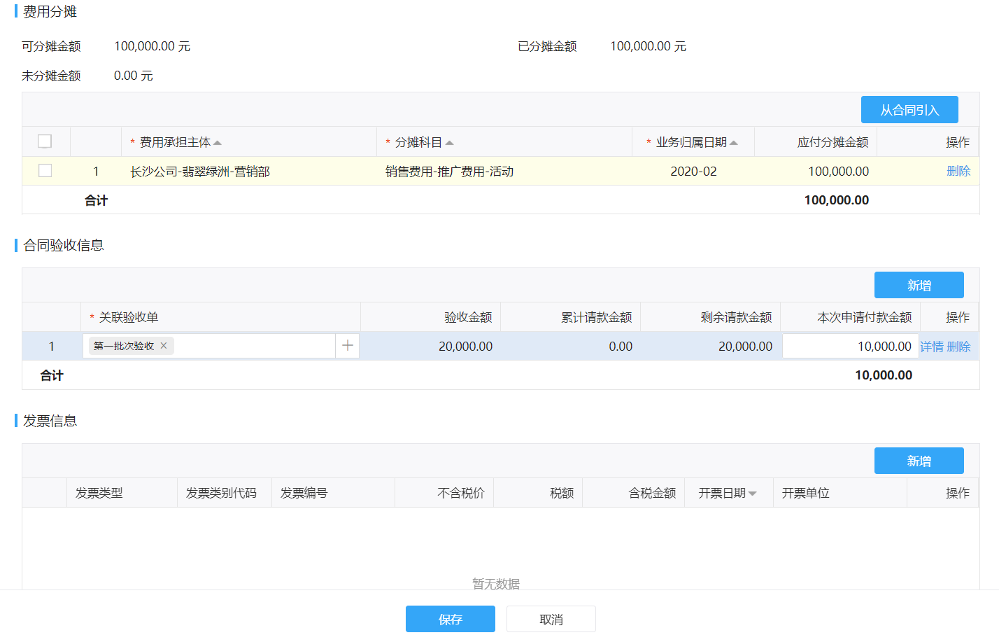 费用分摊
可分摊金额 100,000.00 元 已分摊金额 100,000.00 元
未分摊金额 0.00 元
从合同引入
* 费用承担主体 * 分摊科目 * 业务归属日期 应付分摊金额 操作
1 长沙公司-翡翠绿洲-营销部 销售费用-推广费用-活动 2020-02 100,000.00 删除
合计 100,000.00
合同验收信息
新增
* 关联验收单 验收金额 累计请款金额 剩余请款金额 本次申请付款金额 操作
1 第一批次验收 × + 20,000.00 0.00 20,000.00 10,000.00 详情 删除
合计 10,000.00
发票信息
新增
发票类型 发票类别代码 发票编号 不含税价 税额 含税金额 开票日期 开票单位 操作
暂无数据
保存 取消